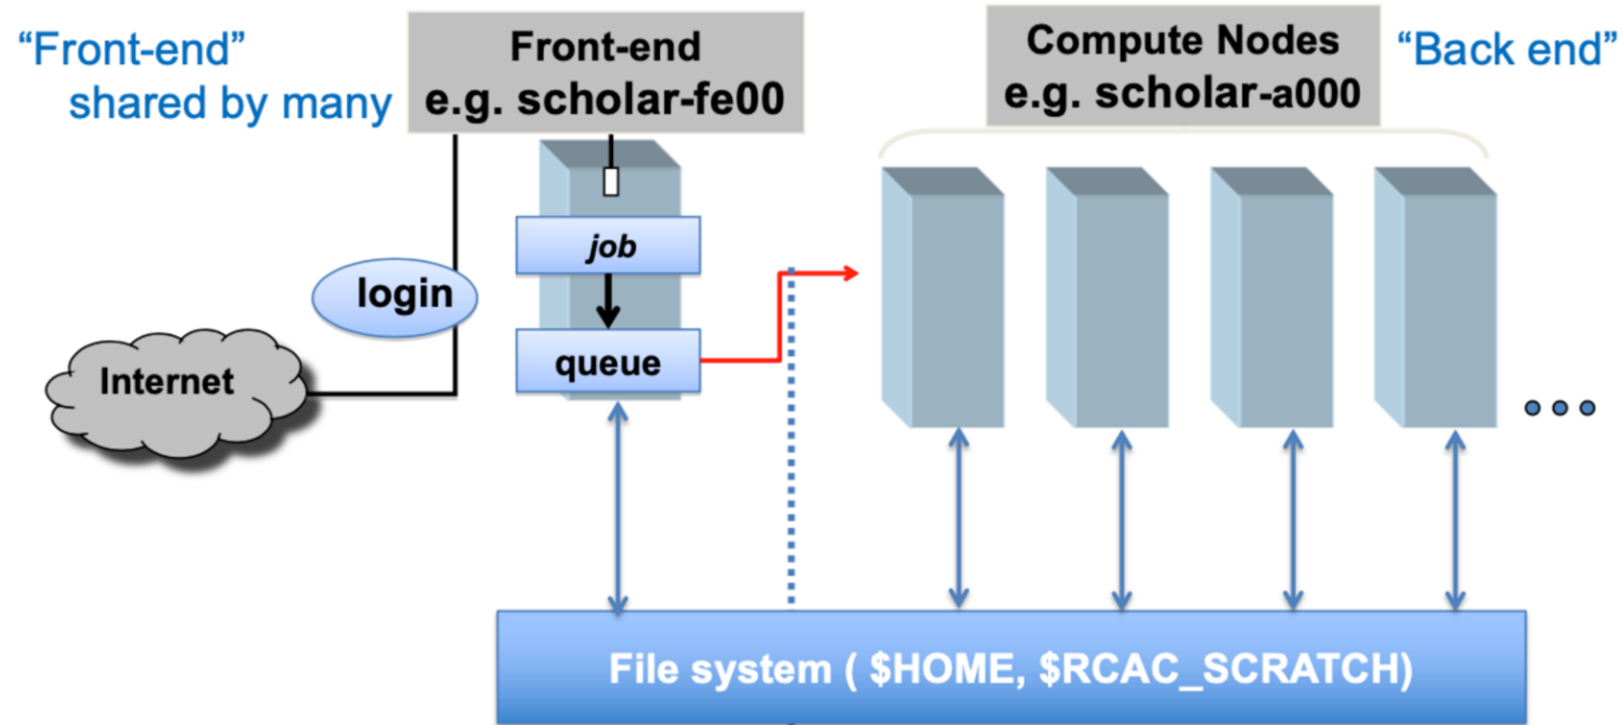 “Front-end”
shared by many
Front-end
e.g. scholar-fe00
Compute Nodes
e.g. scholar-a000
“Back end”
job
login
queue
Internet
File system ( $HOME, $RCAC_SCRATCH)